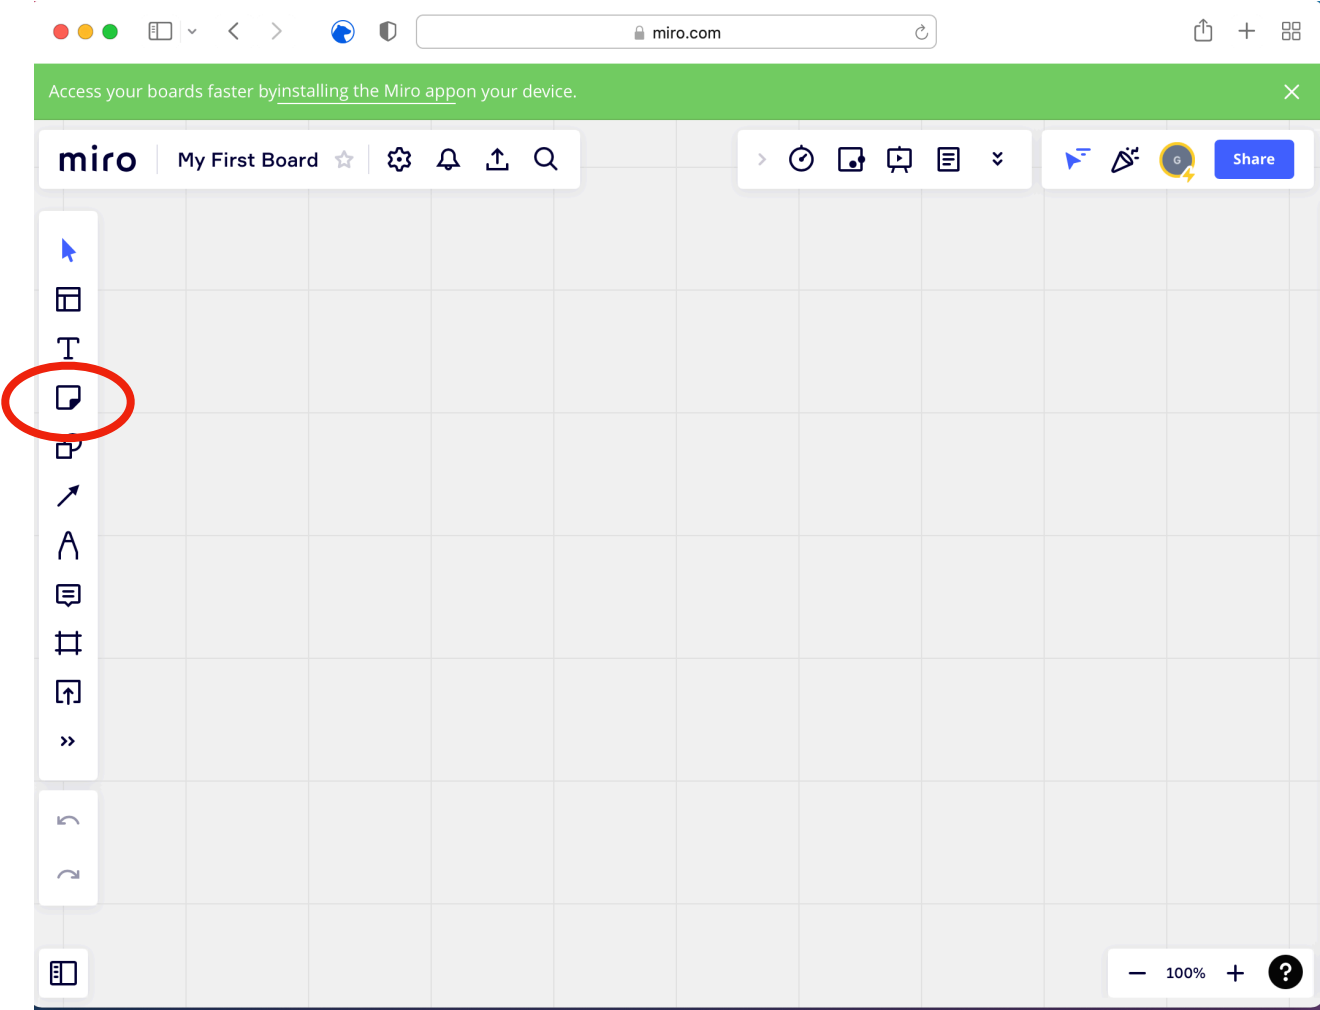 miro.com
Access your boards faster byinstalling the Miro appon your device.
miro My First Board G Share
100% ?